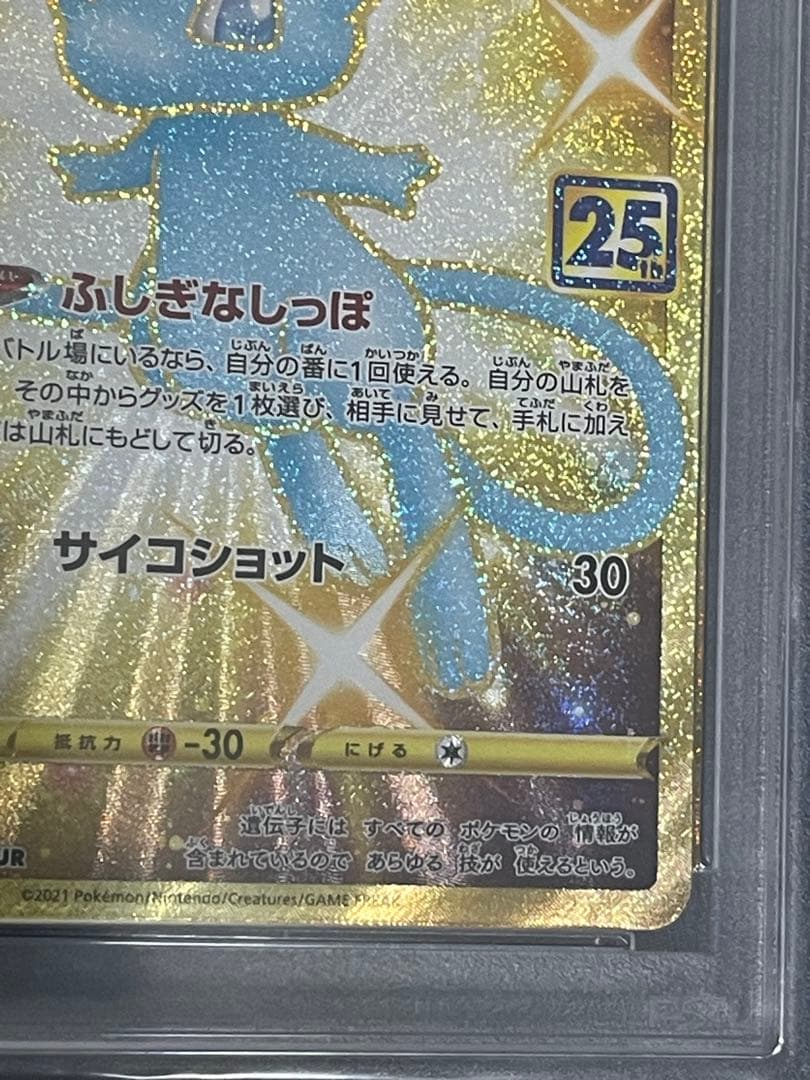 25th
ふしぎなしっぽ
バトル場にいるなら、自分の番に1回使える。自分の山札を
その中からグッズを1枚選び、相手に見せて、手札に加え
は山札にもどして切る。
サイコショット 30
抵抗力 -30 にげる
遺伝子には すべての ポケモンの 情報が
含まれているので あらゆる 技が 使えるという。
UR
©2021 Pokémon/Nintendo/Creatures/GAME FREAK